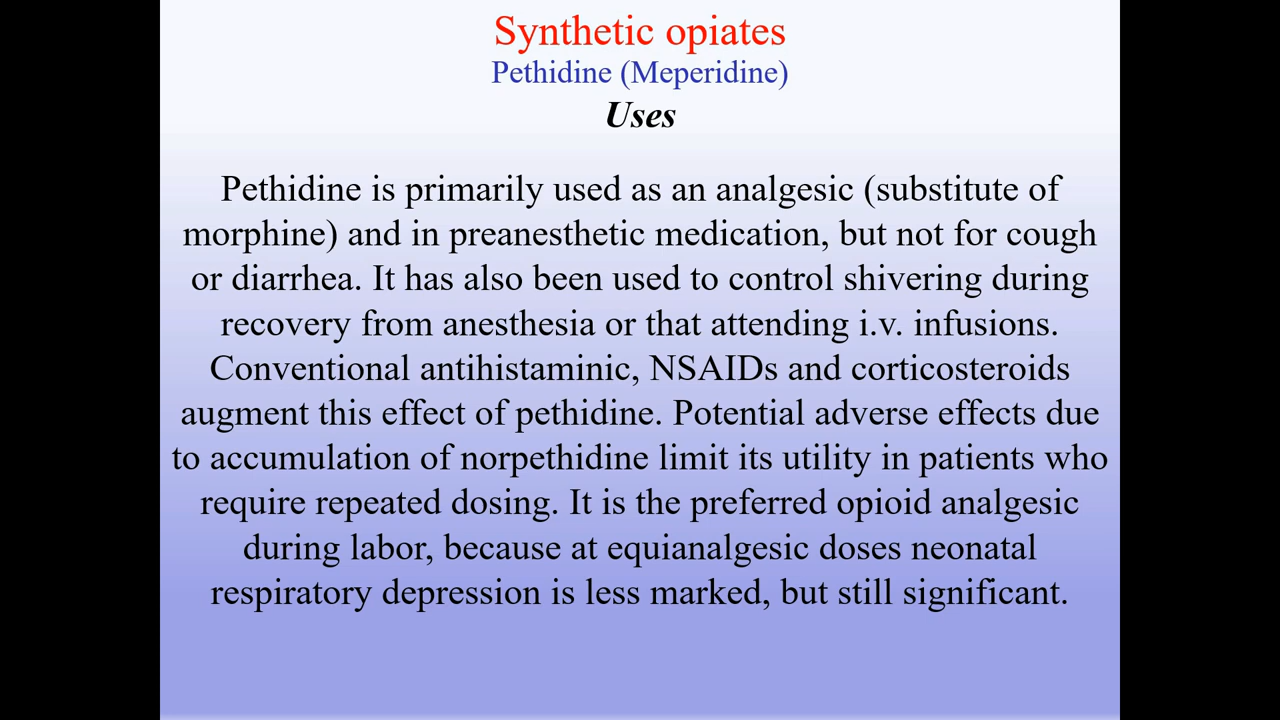 Synthetic opiates
Pethidine (Meperidine)
Uses
Pethidine is primarily used as an analgesic (substitute of
morphine) and in preanesthetic medication, but not for cough
or diarrhea. It has also been used to control shivering during
recovery from anesthesia or that attending i.v. infusions.
Conventional antihistaminic, NSAIDs and corticosteroids
augment this effect of pethidine. Potential adverse effects due
to accumulation of norpethidine limit its utility in patients who
require repeated dosing. It is the preferred opioid analgesic
during labor, because at equianalgesic doses neonatal
respiratory depression is less marked, but still significant.